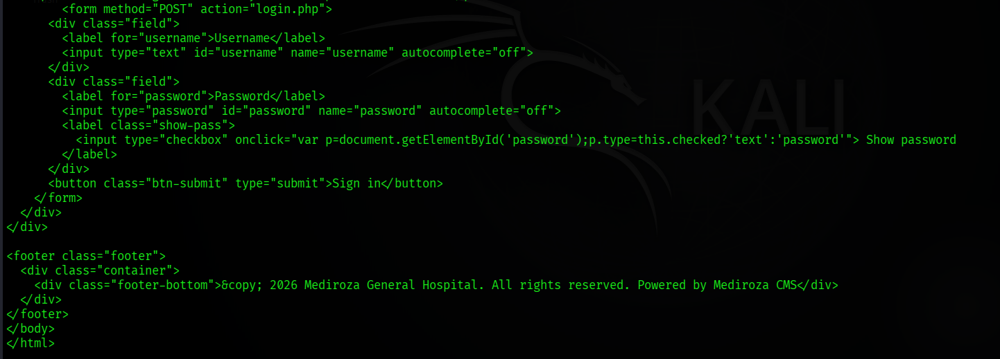 <form method="POST" action="login.php">
<div class="field">
<label for="username">Username</label>
<input type="text" id="username" name="username" autocomplete="off">
</div>
<div class="field">
<label for="password">Password</label>
<input type="password" id="password" name="password" autocomplete="off">
<label class="show-pass">
<input type="checkbox" onclick="var p=document.getElementById('password');p.type=this.checked?'text':'password'"> Show password
</label>
</div>
<button class="btn-submit" type="submit">Sign in</button>
</form>
</div>
</div>
<footer class="footer">
<div class="container">
<div class="footer-bottom">&copy; 2026 Mediroza General Hospital. All rights reserved. Powered by Mediroza CMS</div>
</div>
</footer>
</body>
</html>
KALI